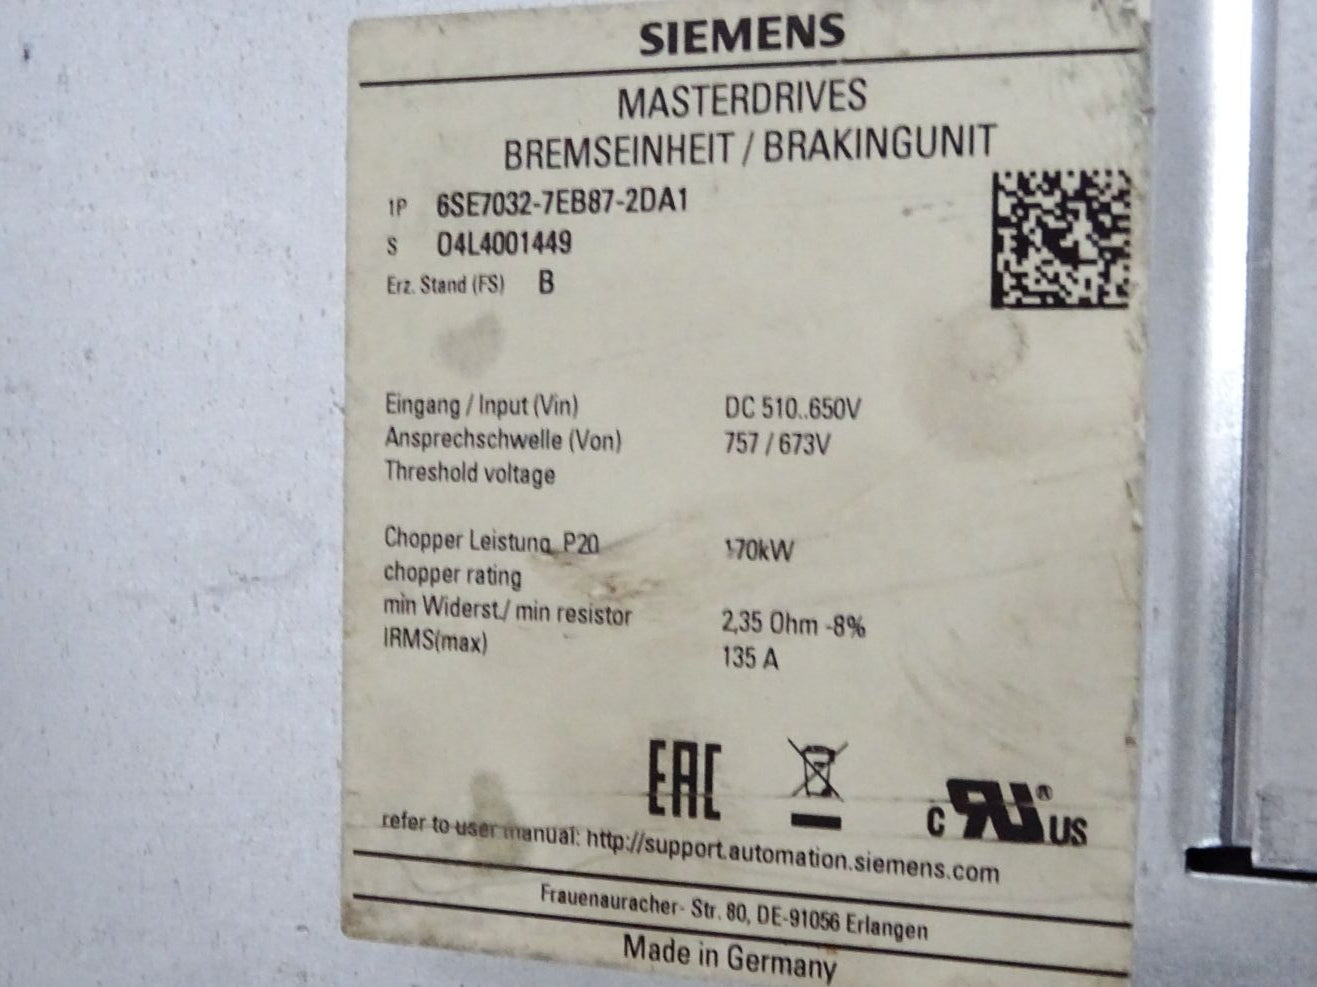 SIEMENS
MASTERDRIVES
BREMSEINHEIT / BRAKINGUNIT
1P 6SE7032-7EB87-2DA1
S 04L4001449
Erz. Stand (FS) B
Eingang / Input (Vin) DC 510..650V
Ansprechschwelle (Von) 757 / 673V
Threshold voltage
Chopper Leistung P20 170kW
chopper rating
min Widerst./ min resistor 2,35 Ohm -8%
IRMS(max) 135 A
EAC
c RU ® US
refer to user manual: http://support.automation.siemens.com
Frauenauracher- Str. 80, DE-91056 Erlangen
Made in Germany